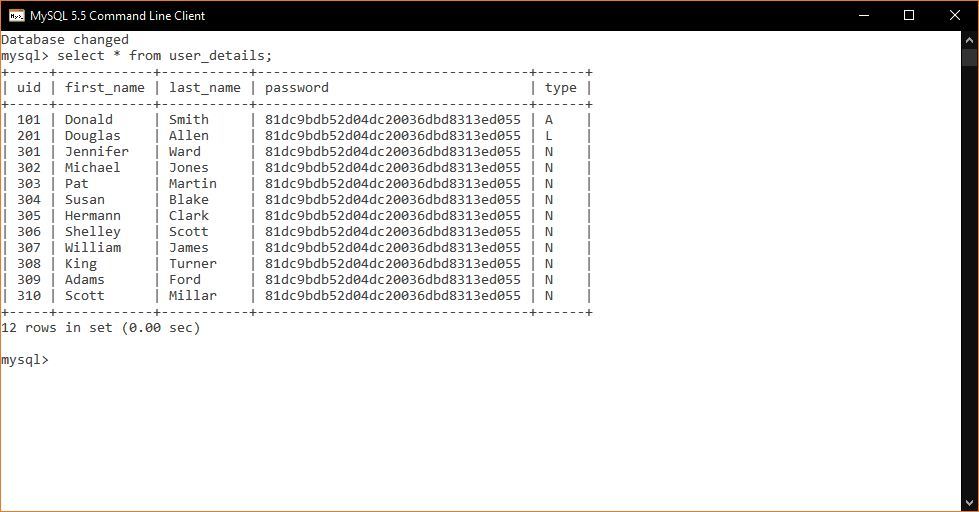 MySQL 5.5 Command Line Client
Database changed
mysql> select * from user_details;
+-----+------------+-----------+----------------------------------+------+
| uid | first_name | last_name | password                         | type |
+-----+------------+-----------+----------------------------------+------+
| 101 | Donald     | Smith     | 81dc9bdb52d04dc20036dbd8313ed055 | A    |
| 201 | Douglas    | Allen     | 81dc9bdb52d04dc20036dbd8313ed055 | L    |
| 301 | Jennifer   | Ward      | 81dc9bdb52d04dc20036dbd8313ed055 | N    |
| 302 | Michael    | Jones     | 81dc9bdb52d04dc20036dbd8313ed055 | N    |
| 303 | Pat        | Martin    | 81dc9bdb52d04dc20036dbd8313ed055 | N    |
| 304 | Susan      | Blake     | 81dc9bdb52d04dc20036dbd8313ed055 | N    |
| 305 | Hermann    | Clark     | 81dc9bdb52d04dc20036dbd8313ed055 | N    |
| 306 | Shelley    | Scott     | 81dc9bdb52d04dc20036dbd8313ed055 | N    |
| 307 | William    | James     | 81dc9bdb52d04dc20036dbd8313ed055 | N    |
| 308 | King       | Turner    | 81dc9bdb52d04dc20036dbd8313ed055 | N    |
| 309 | Adams      | Ford      | 81dc9bdb52d04dc20036dbd8313ed055 | N    |
| 310 | Scott      | Millar    | 81dc9bdb52d04dc20036dbd8313ed055 | N    |
+-----+------------+-----------+----------------------------------+------+
12 rows in set (0.00 sec)
mysql>